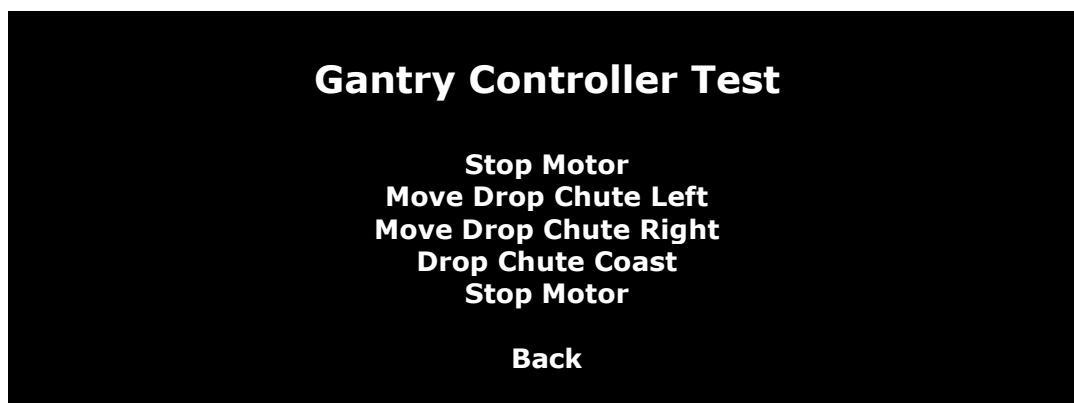 Gantry Controller Test
Stop Motor
Move Drop Chute Left
Move Drop Chute Right
Drop Chute Coast
Stop Motor
Back